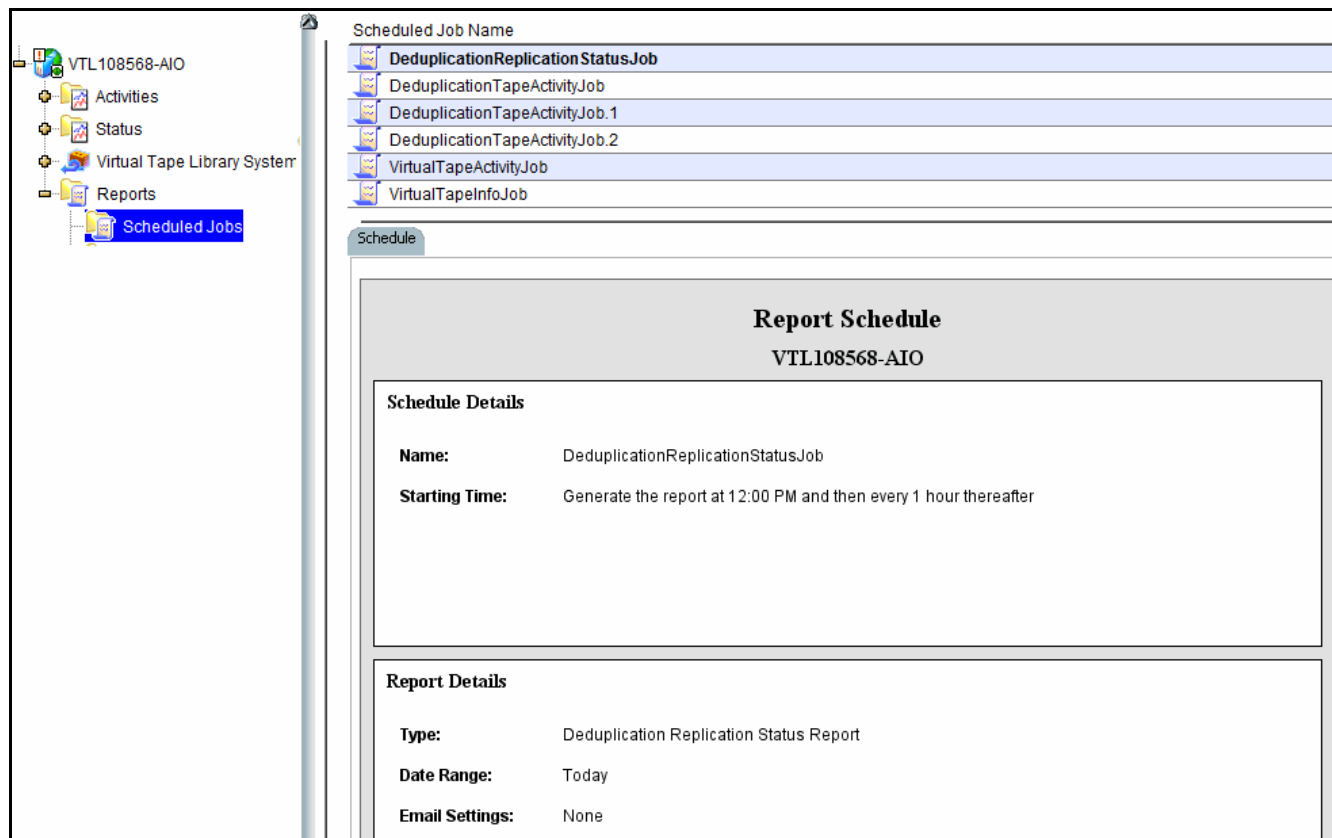 VTL108568-AIO
Activities
Status
Virtual Tape Library System
Reports
Scheduled Jobs
Scheduled Job Name
DeduplicationReplicationStatusJob
DeduplicationTapeActivityJob
DeduplicationTapeActivityJob.1
DeduplicationTapeActivityJob.2
VirtualTapeActivityJob
VirtualTapeInfoJob
Schedule
Report Schedule
VTL108568-AIO
Schedule Details
Name: DeduplicationReplicationStatusJob
Starting Time: Generate the report at 12:00 PM and then every 1 hour thereafter
Report Details
Type: Deduplication Replication Status Report
Date Range: Today
Email Settings: None